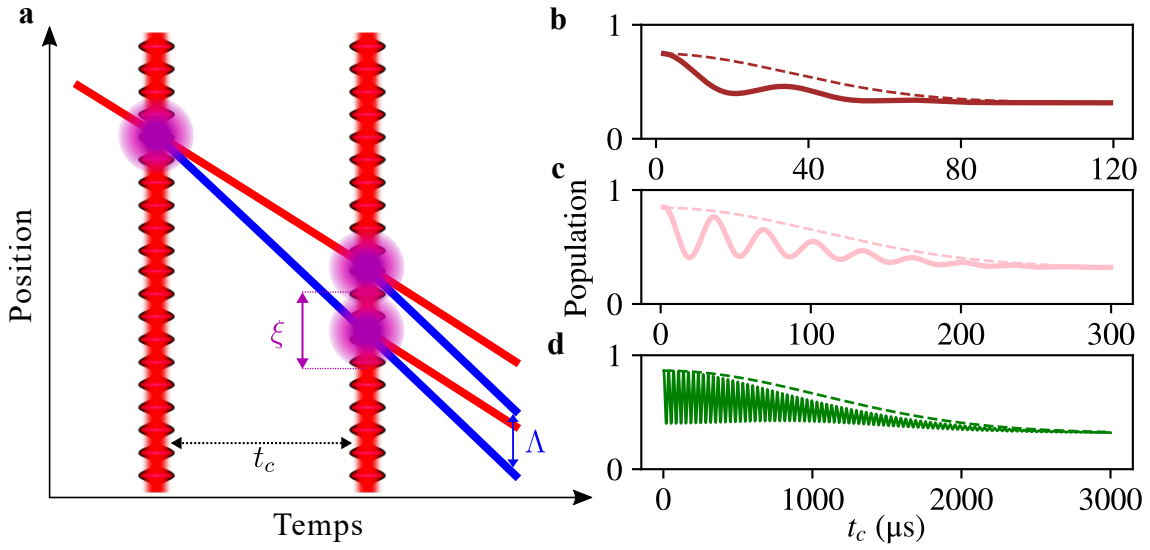 a
Position
Temps
t_c
ξ
Λ
b
1
0
0 40 80 120
c
Population
1
0
0 100 200 300
d
1
0
0 1000 2000 3000
t_c (μs)